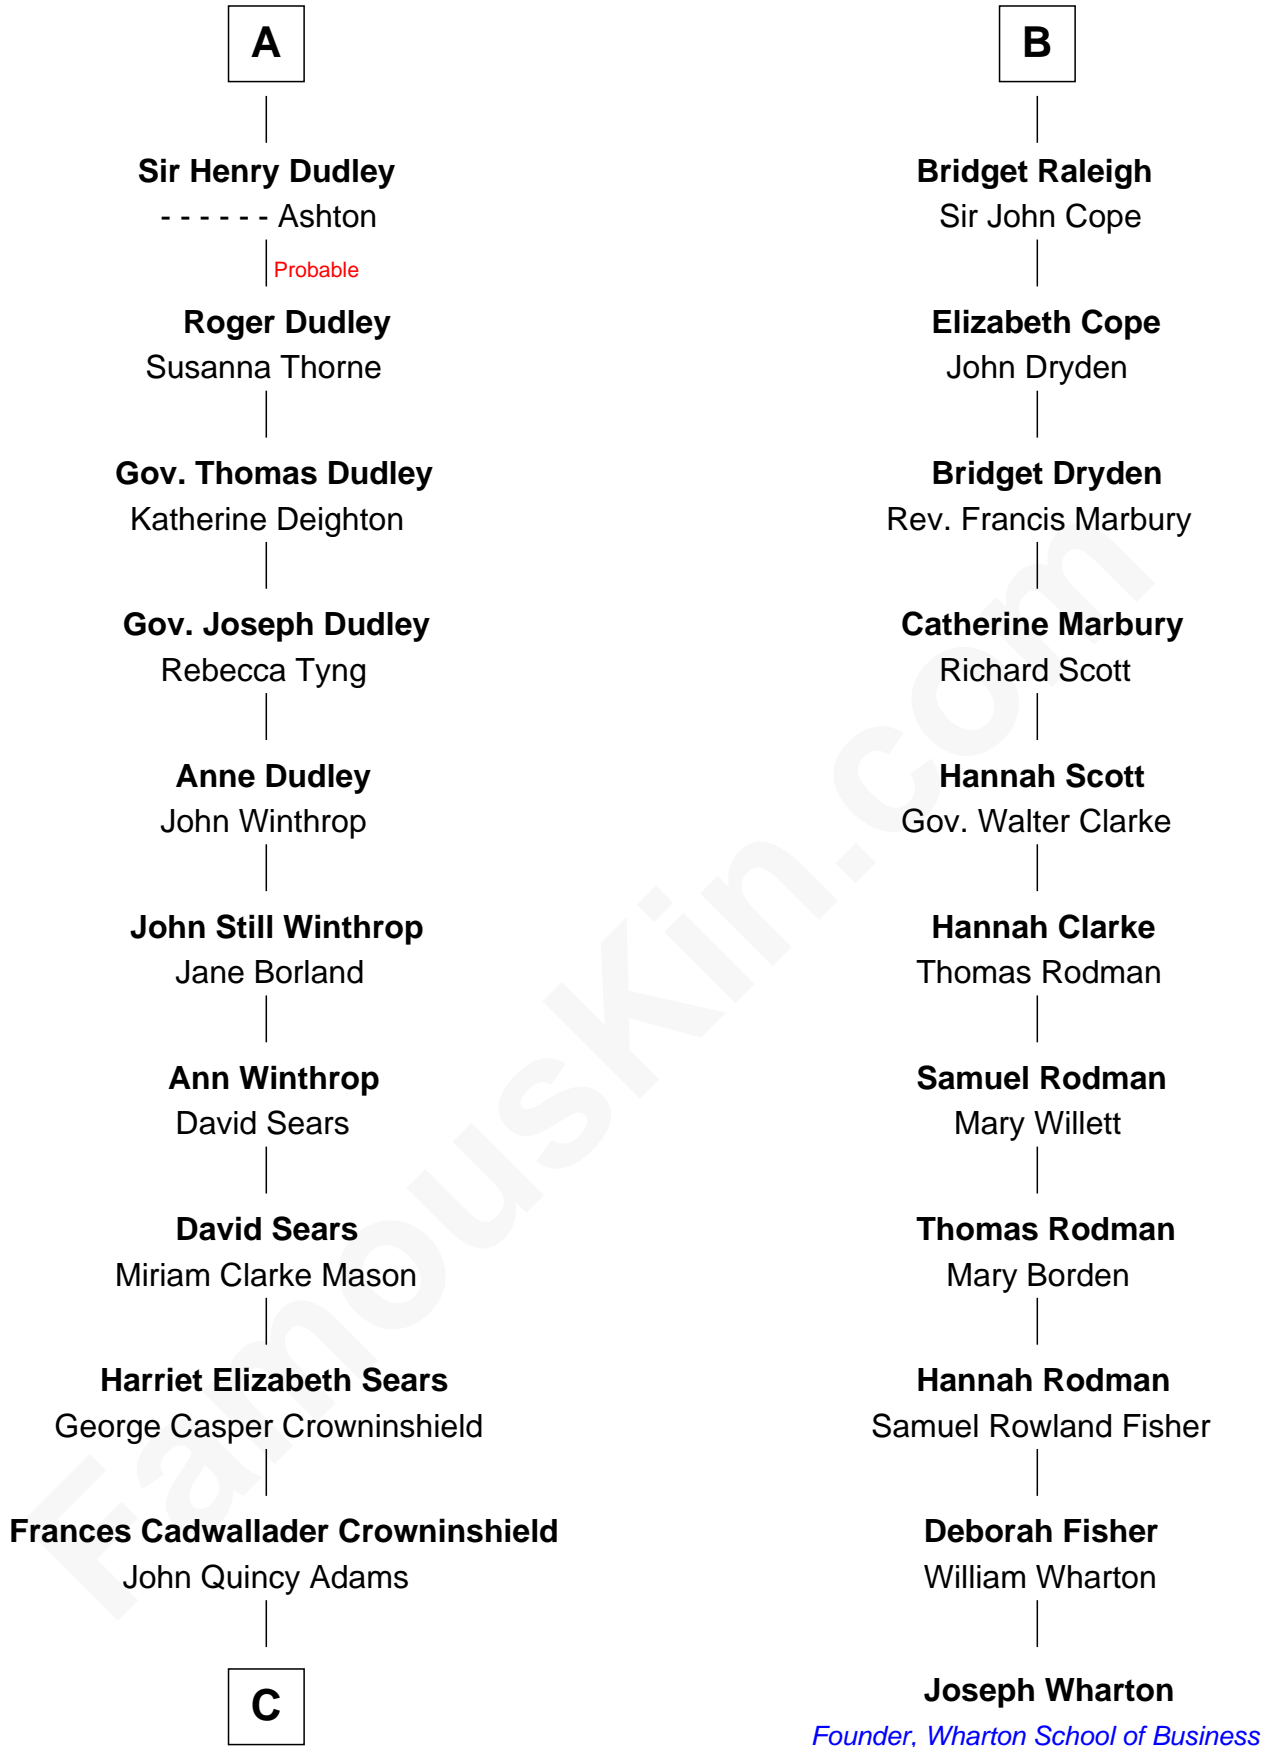 A
Sir Henry Dudley
- - - - - - Ashton
Probable
Roger Dudley
Susanna Thorne
Gov. Thomas Dudley
Katherine Deighton
Gov. Joseph Dudley
Rebecca Tyng
Anne Dudley
John Winthrop
John Still Winthrop
Jane Borland
Ann Winthrop
David Sears
David Sears
Miriam Clarke Mason
Harriet Elizabeth Sears
George Casper Crowninshield
Frances Cadwallader Crowninshield
John Quincy Adams
C
B
Bridget Raleigh
Sir John Cope
Elizabeth Cope
John Dryden
Bridget Dryden
Rev. Francis Marbury
Catherine Marbury
Richard Scott
Hannah Scott
Gov. Walter Clarke
Hannah Clarke
Thomas Rodman
Samuel Rodman
Mary Willett
Thomas Rodman
Mary Borden
Hannah Rodman
Samuel Rowland Fisher
Deborah Fisher
William Wharton
Joseph Wharton
Founder, Wharton School of Business
FamousKin.com